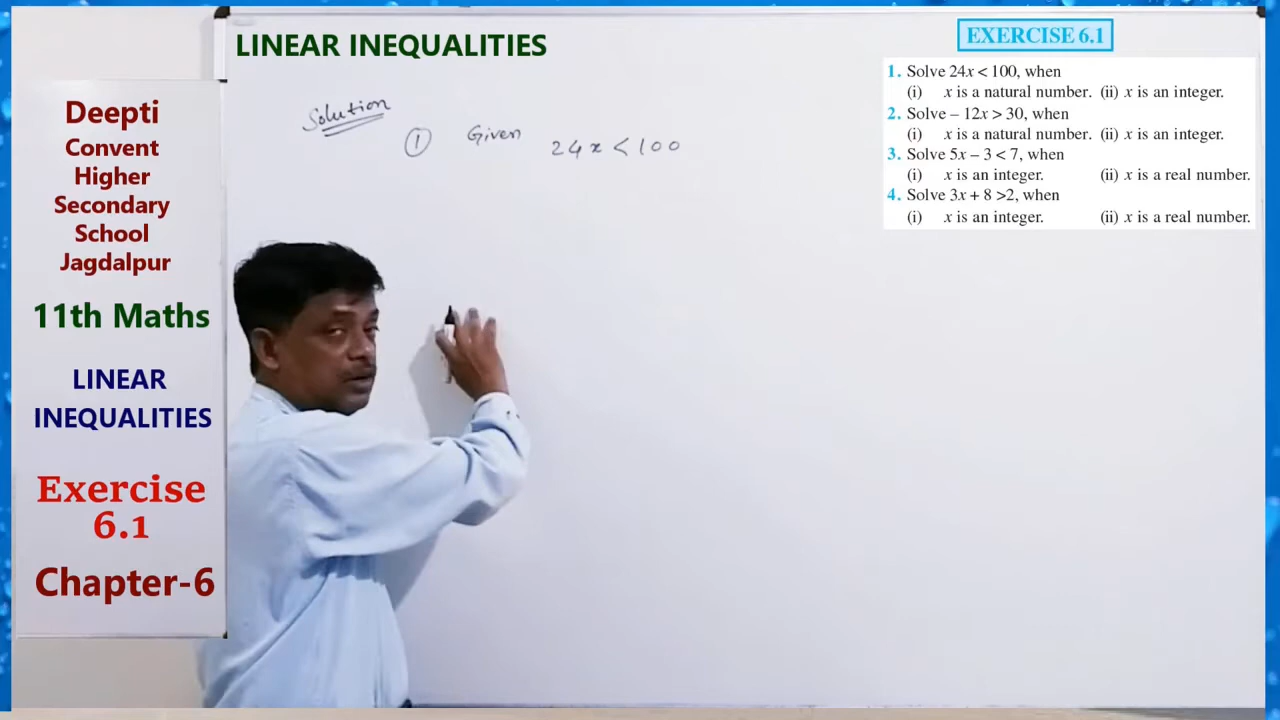 LINEAR INEQUALITIES
Deepti
Convent
Higher
Secondary
School
Jagdalpur
11th Maths
LINEAR
INEQUALITIES
Exercise
6.1
Chapter-6
Solution
① Given 24x < 100
EXERCISE 6.1
1. Solve 24x < 100, when
(i) x is a natural number. (ii) x is an integer.
2. Solve – 12x > 30, when
(i) x is a natural number. (ii) x is an integer.
3. Solve 5x – 3 < 7, when
(i) x is an integer. (ii) x is a real number.
4. Solve 3x + 8 >2, when
(i) x is an integer. (ii) x is a real number.